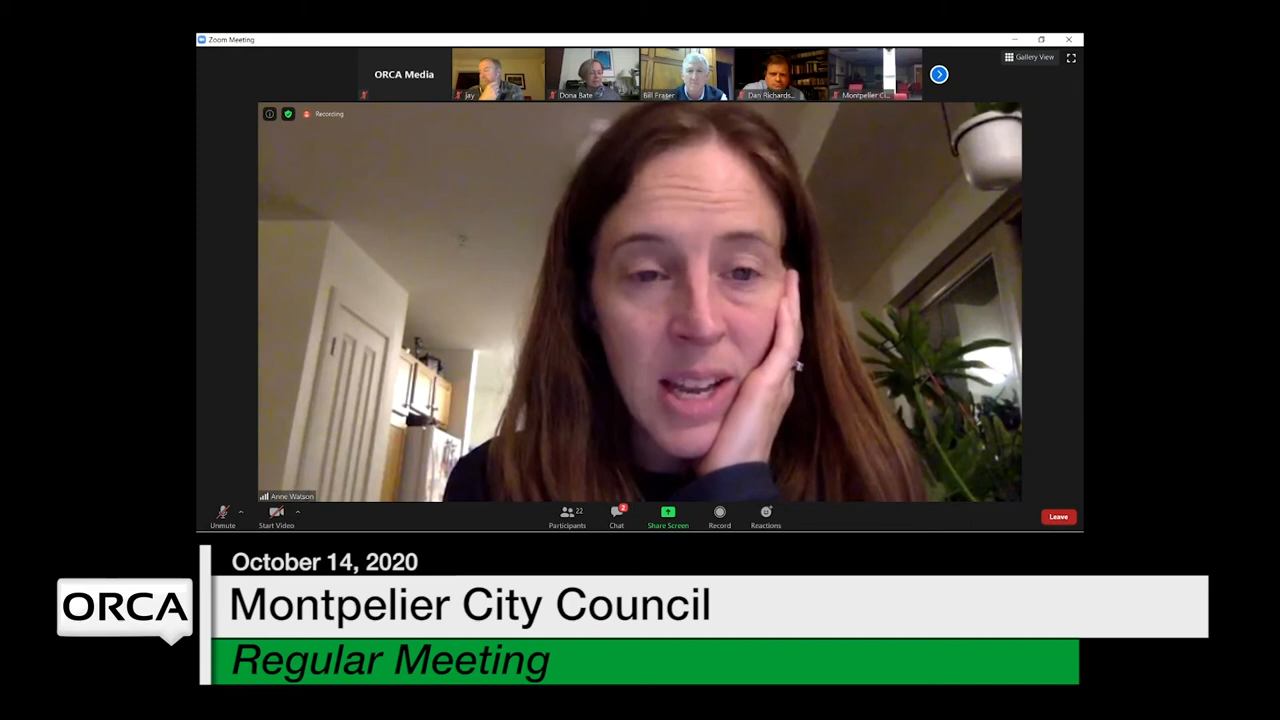 Zoom Meeting
ORCA Media
jay
Dona Bate
Bill Fraser
Dan Richards...
Montpelier Ci...
Gallery View
Recording
Anne Watson
Unmute
Start Video
22
Participants
2
Chat
Share Screen
Record
Reactions
Leave
October 14, 2020
ORCA
Montpelier City Council
Regular Meeting